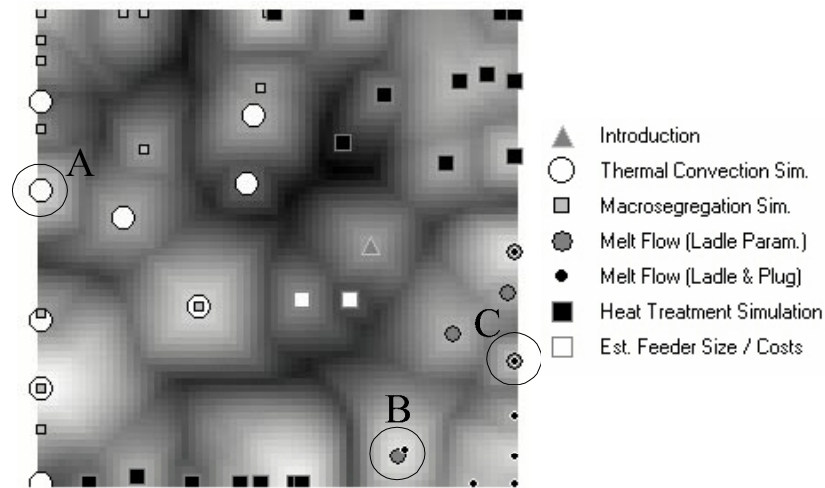 A
B
C
Introduction
Thermal Convection Sim.
Macrosegregation Sim.
Melt Flow (Ladle Param.)
Melt Flow (Ladle & Plug)
Heat Treatment Simulation
Est. Feeder Size / Costs